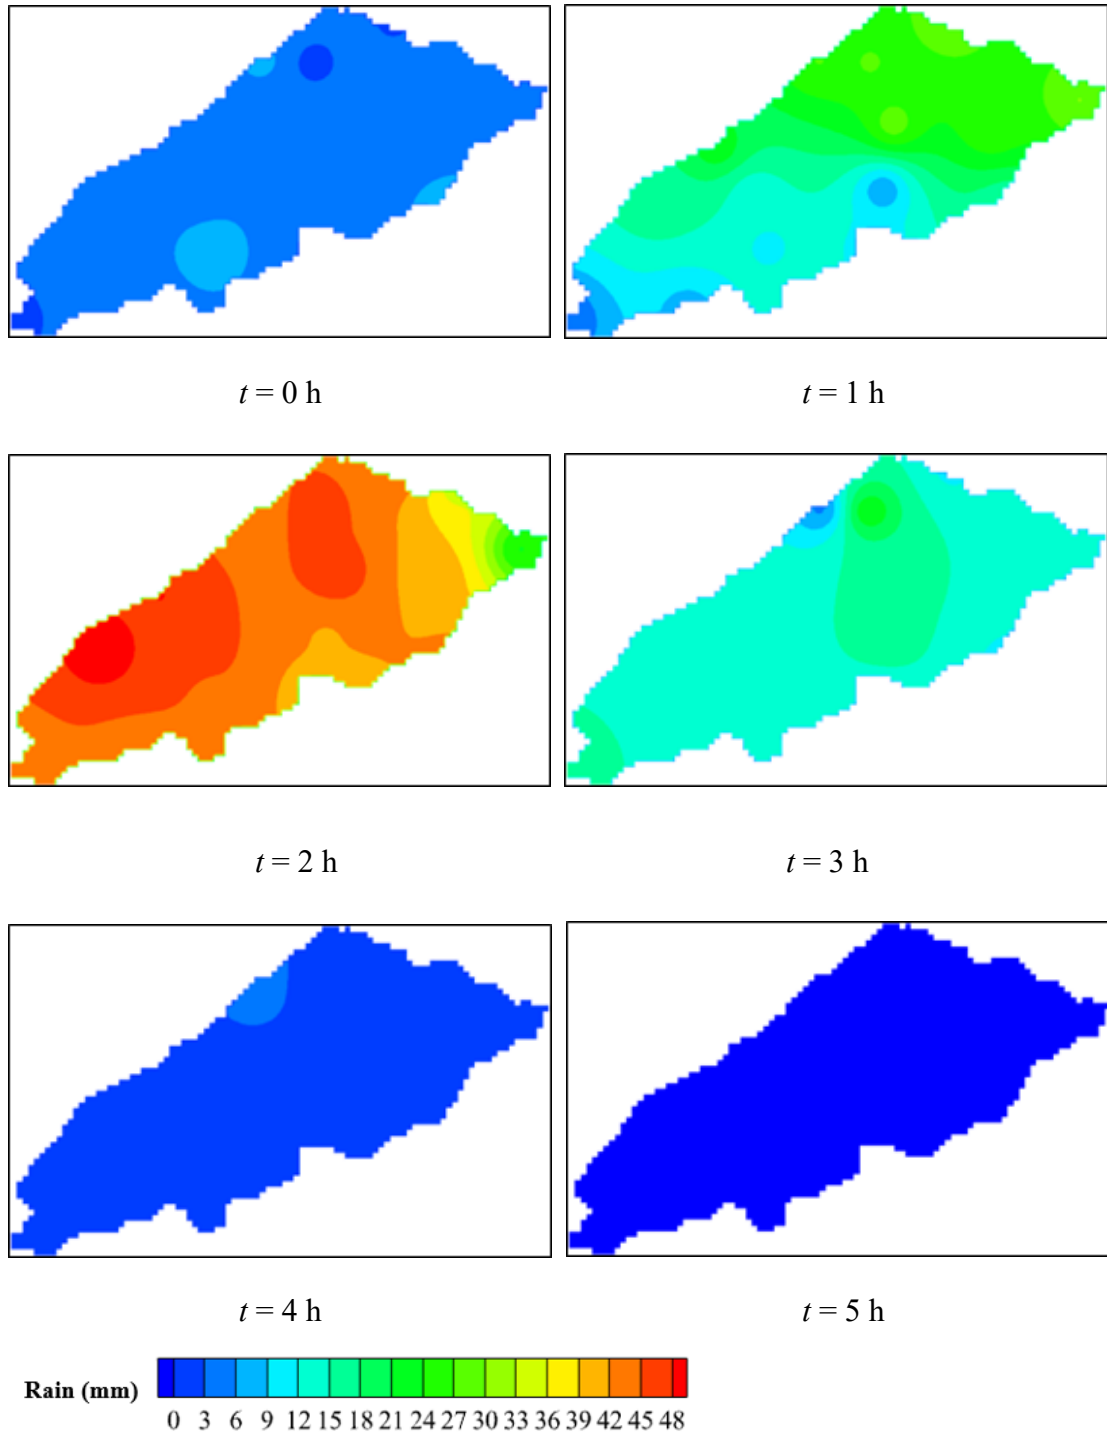 t = 0 h
t = 1 h
t = 2 h
t = 3 h
t = 4 h
t = 5 h
Rain (mm)
0 3 6 9 12 15 18 21 24 27 30 33 36 39 42 45 48